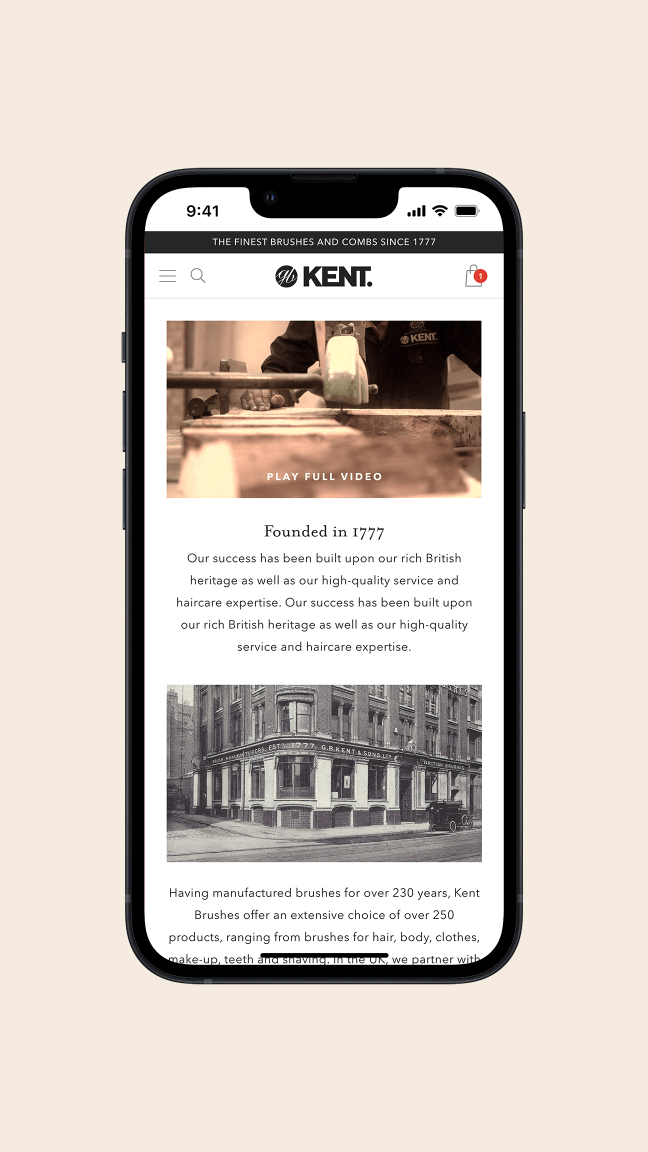 9:41
THE FINEST BRUSHES AND COMBS SINCE 1777
KENT.
1
KENT.
PLAY FULL VIDEO
Founded in 1777
Our success has been built upon our rich British
heritage as well as our high-quality service and
haircare expertise. Our success has been built upon
our rich British heritage as well as our high-quality
service and haircare expertise.
BRUSH MANUFACTURERS, EST. 1777. G.B. KENT & SONS LTD. BRITISH BRUSHES
Having manufactured brushes for over 230 years, Kent
Brushes offer an extensive choice of over 250
products, ranging from brushes for hair, body, clothes,
make-up, teeth and shaving. In the UK, we partner with